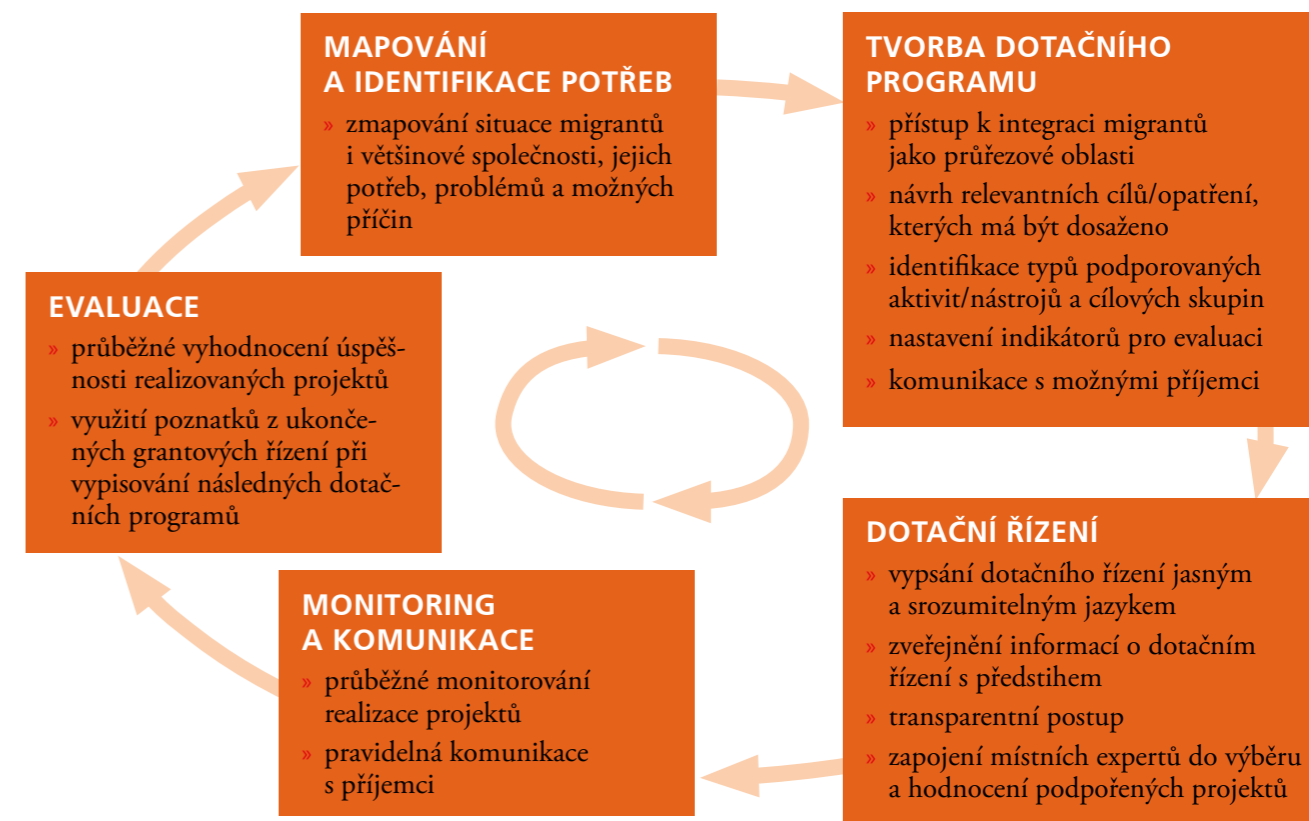 MAPOVÁNÍ
A IDENTIFIKACE POTŘEB
» zmapování situace migrantů
i většinové společnosti, jejich
potřeb, problémů a možných
příčin
TVORBA DOTAČNÍHO
PROGRAMU
» přístup k integraci migrantů
jako průřezové oblasti
» návrh relevantních cílů/opatření,
kterých má být dosaženo
» identifikace typů podporovaných
aktivit/nástrojů a cílových skupin
» nastavení indikátorů pro evaluaci
» komunikace s možnými příjemci
DOTAČNÍ ŘÍZENÍ
» vypsání dotačního řízení jasným
a srozumitelným jazykem
» zveřejnění informací o dotačním
řízení s předstihem
» transparentní postup
» zapojení místních expertů do výběru
a hodnocení podpořených projektů
MONITORING
A KOMUNIKACE
» průběžné monitorování
realizace projektů
» pravidelná komunikace
s příjemci
EVALUACE
» průběžné vyhodnocení úspěš-
nosti realizovaných projektů
» využití poznatků z ukonče-
ných grantových řízení při
vypisování následných dotač-
ních programů